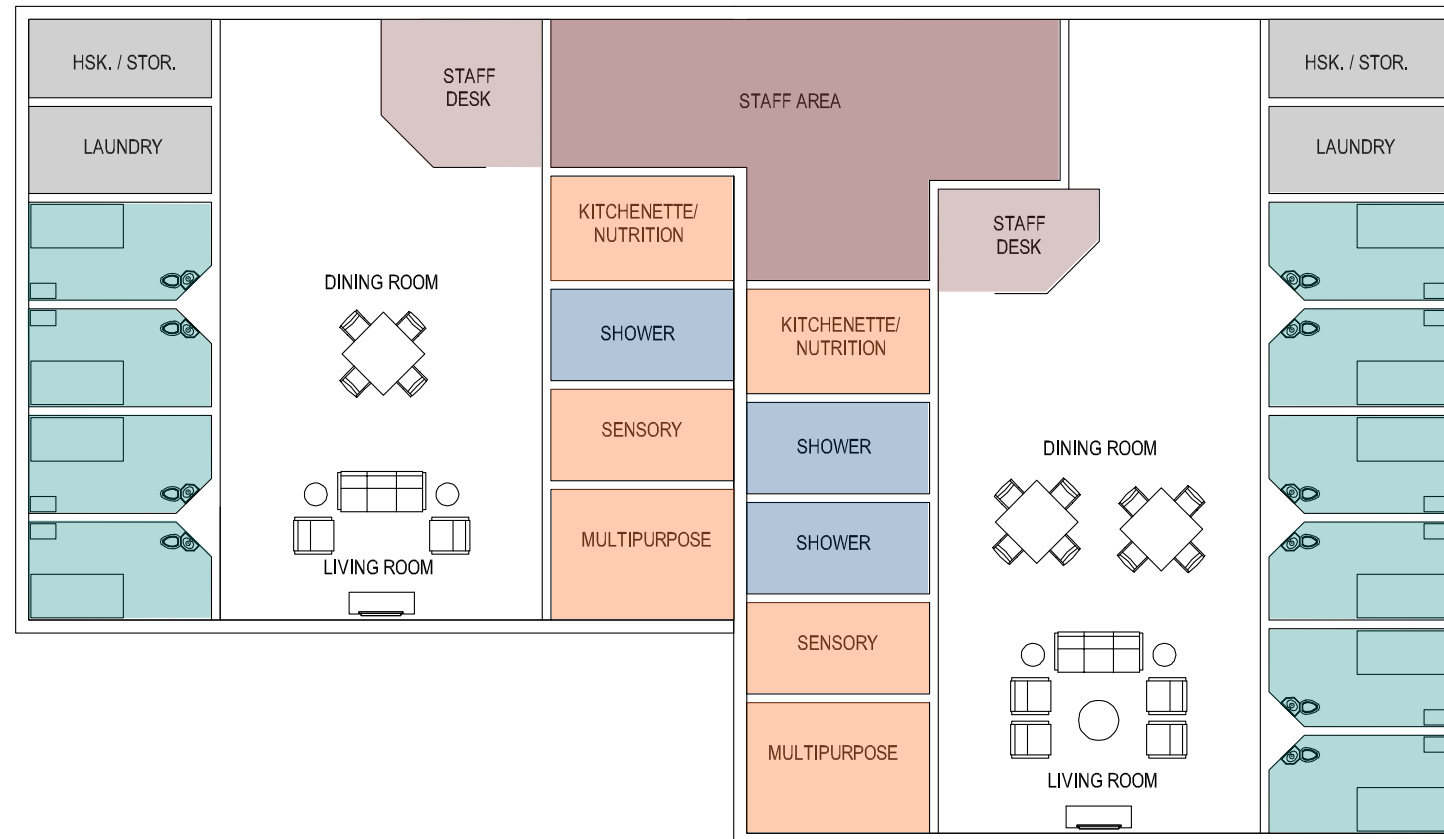 HSK. / STOR.
LAUNDRY
STAFF
DESK
STAFF AREA
HSK. / STOR.
LAUNDRY
KITCHENETTE/
NUTRITION
STAFF
DESK
DINING ROOM
SHOWER
KITCHENETTE/
NUTRITION
SENSORY
SHOWER
DINING ROOM
MULTIPURPOSE
SHOWER
LIVING ROOM
SENSORY
MULTIPURPOSE
LIVING ROOM